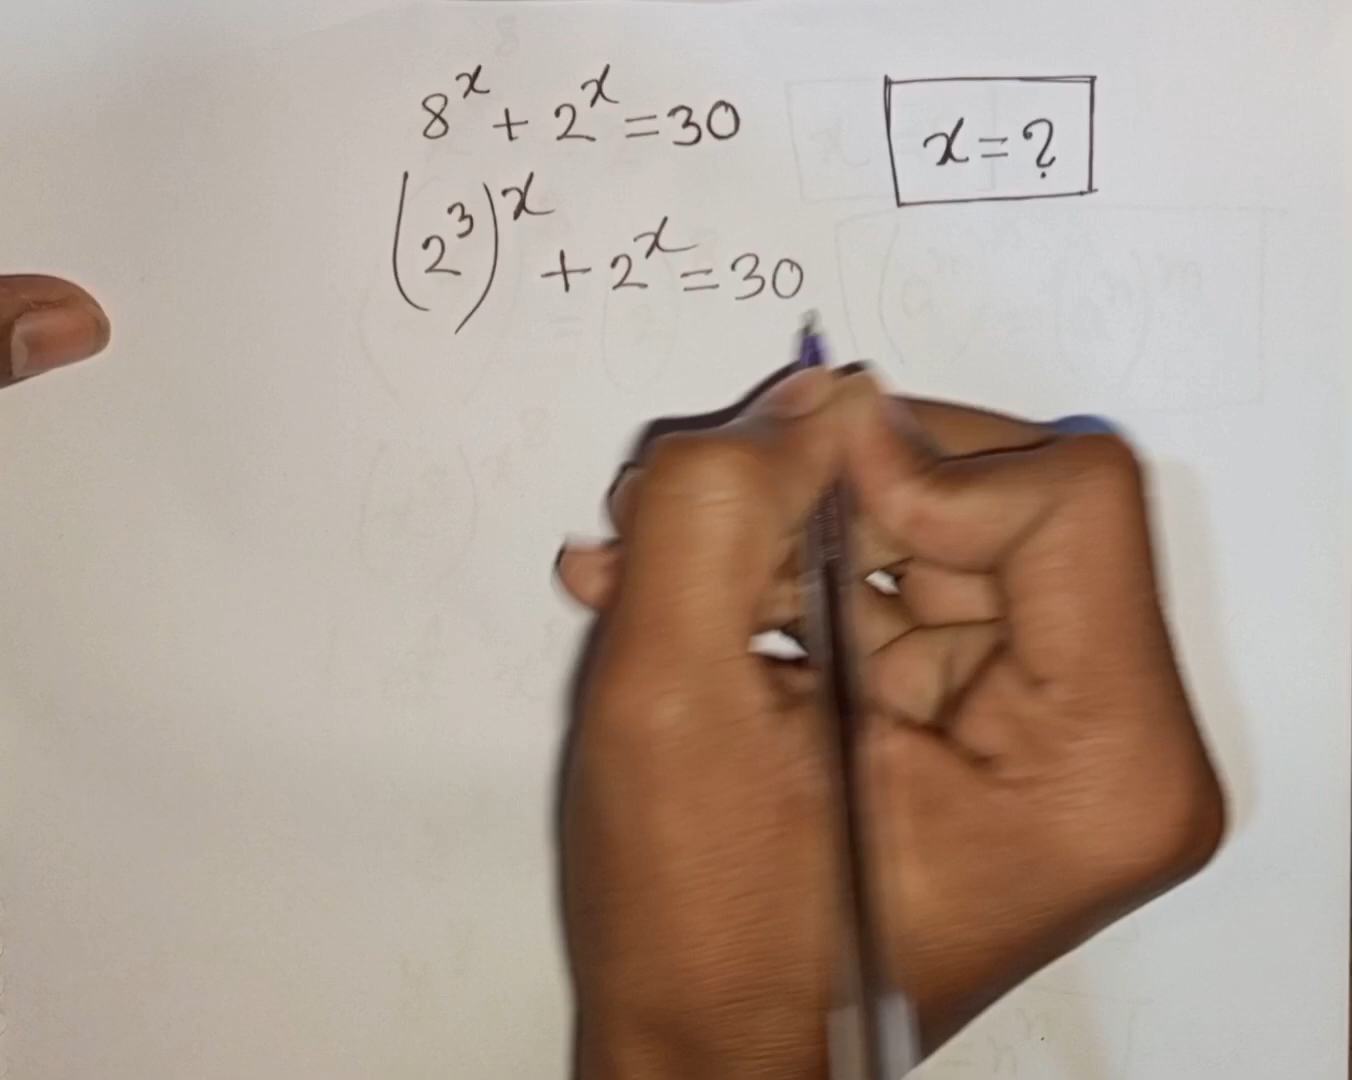 8^x + 2^x = 30
x = ?
(2^3)^x + 2^x = 30